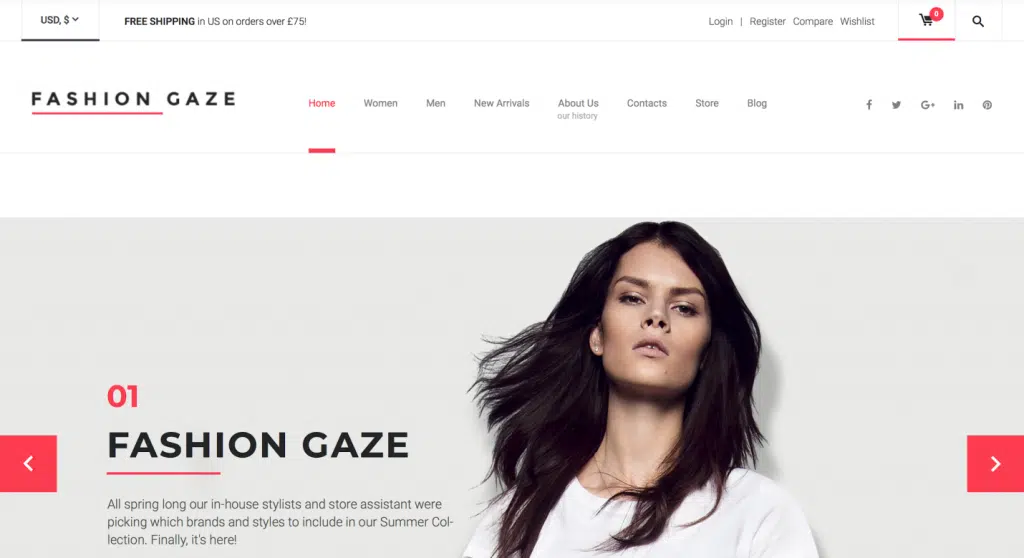 USD, $
FREE SHIPPING in US on orders over £75!
Login | Register Compare Wishlist
0
FASHION GAZE
Home Women Men New Arrivals About Us Contacts Store Blog
our history
01
FASHION GAZE
All spring long our in-house stylists and store assistant were
picking which brands and styles to include in our Summer Col-
lection. Finally, it's here!